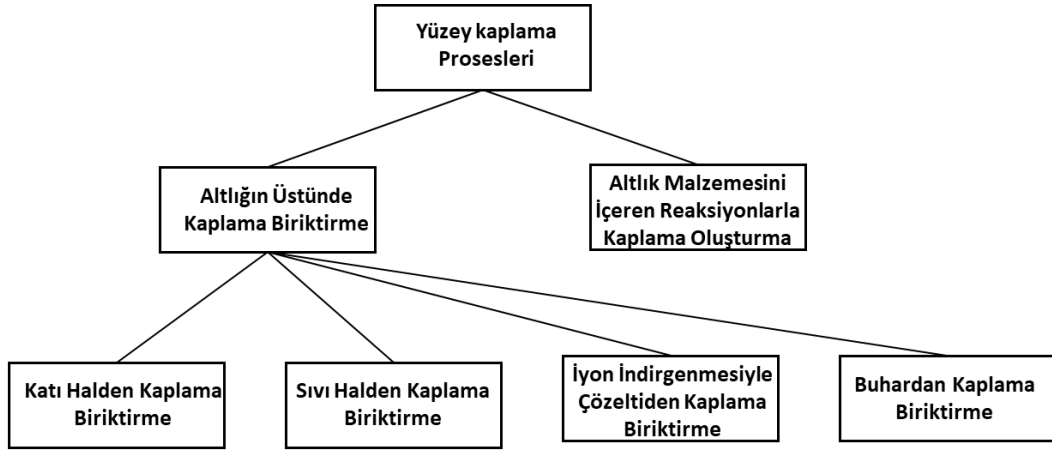 Yüzey kaplama
Prosesleri
Altlığın Üstünde
Kaplama Biriktirme
Altlık Malzemesini
İçeren Reaksiyonlarla
Kaplama Oluşturma
Katı Halden Kaplama
Biriktirme
Sıvı Halden Kaplama
Biriktirme
İyon İndirgenmesiyle
Çözeltiden Kaplama
Biriktirme
Buhardan Kaplama
Biriktirme